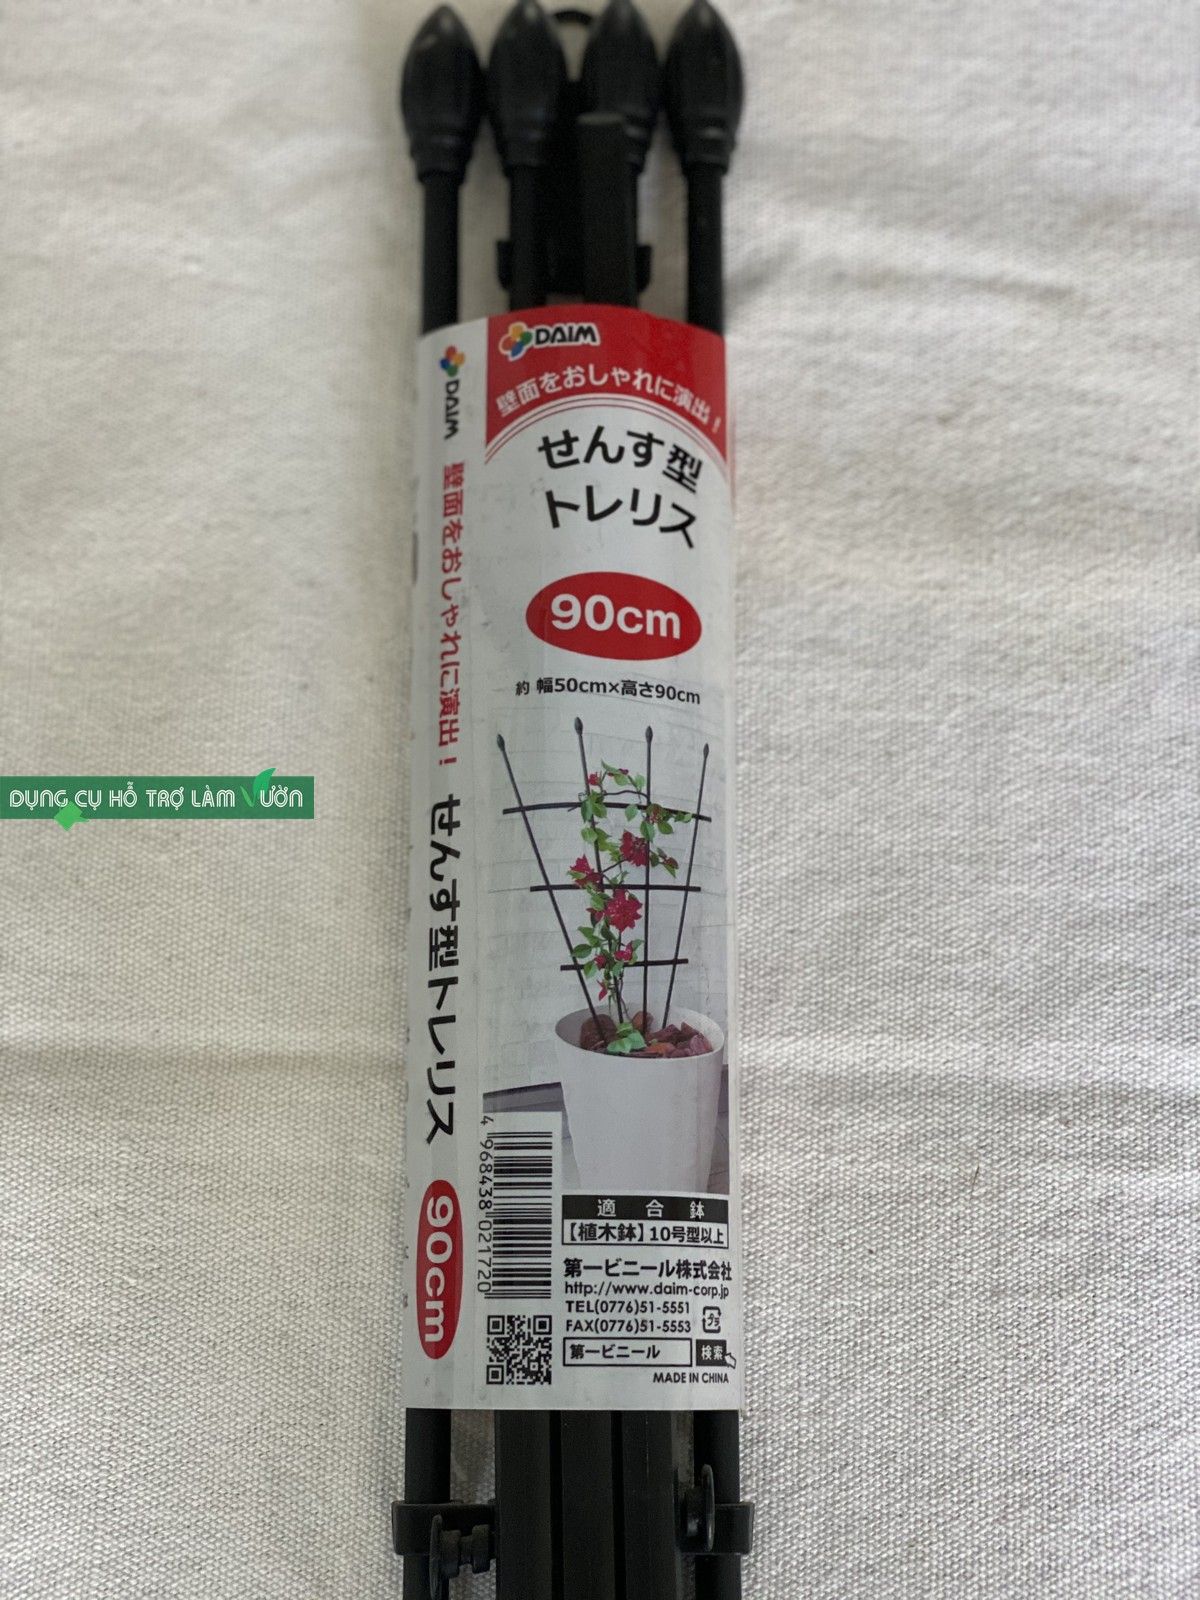 DAIM
壁面をおしゃれに演出！
せんす型
トレリス
90cm
約 幅50cm×高さ90cm
DAIM
壁面をおしゃれに演出！
せんす型トレリス
90cm
DỤNG CỤ HỖ TRỢ LÀM VƯỜN
4 968438 021720
適合鉢
【植木鉢】10号型以上
第一ビニール株式会社
http://www.daim-corp.jp
TEL(0776)51-5551
FAX(0776)51-5553
プラ
第一ビニール 検索
MADE IN CHINA